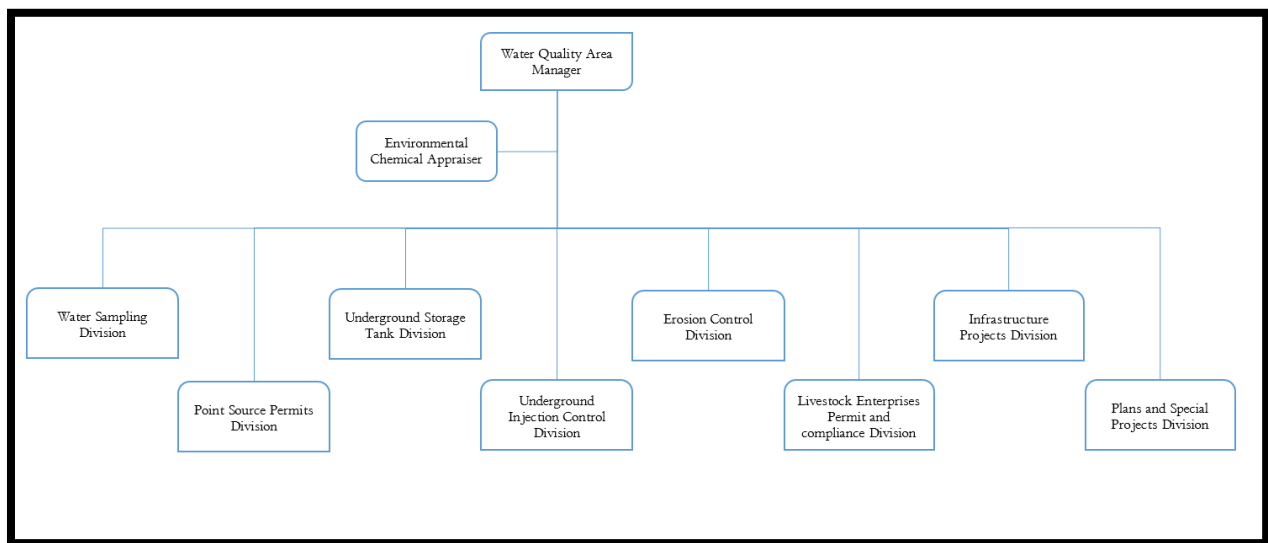 Water Quality Area
Manager
Environmental
Chemical Appraiser
Water Sampling
Division
Underground Storage
Tank Division
Erosion Control
Division
Infrastructure
Projects Division
Point Source Permits
Division
Underground
Injection Control
Division
Livestock Enterprises
Permit and
compliance Division
Plans and Special
Projects Division